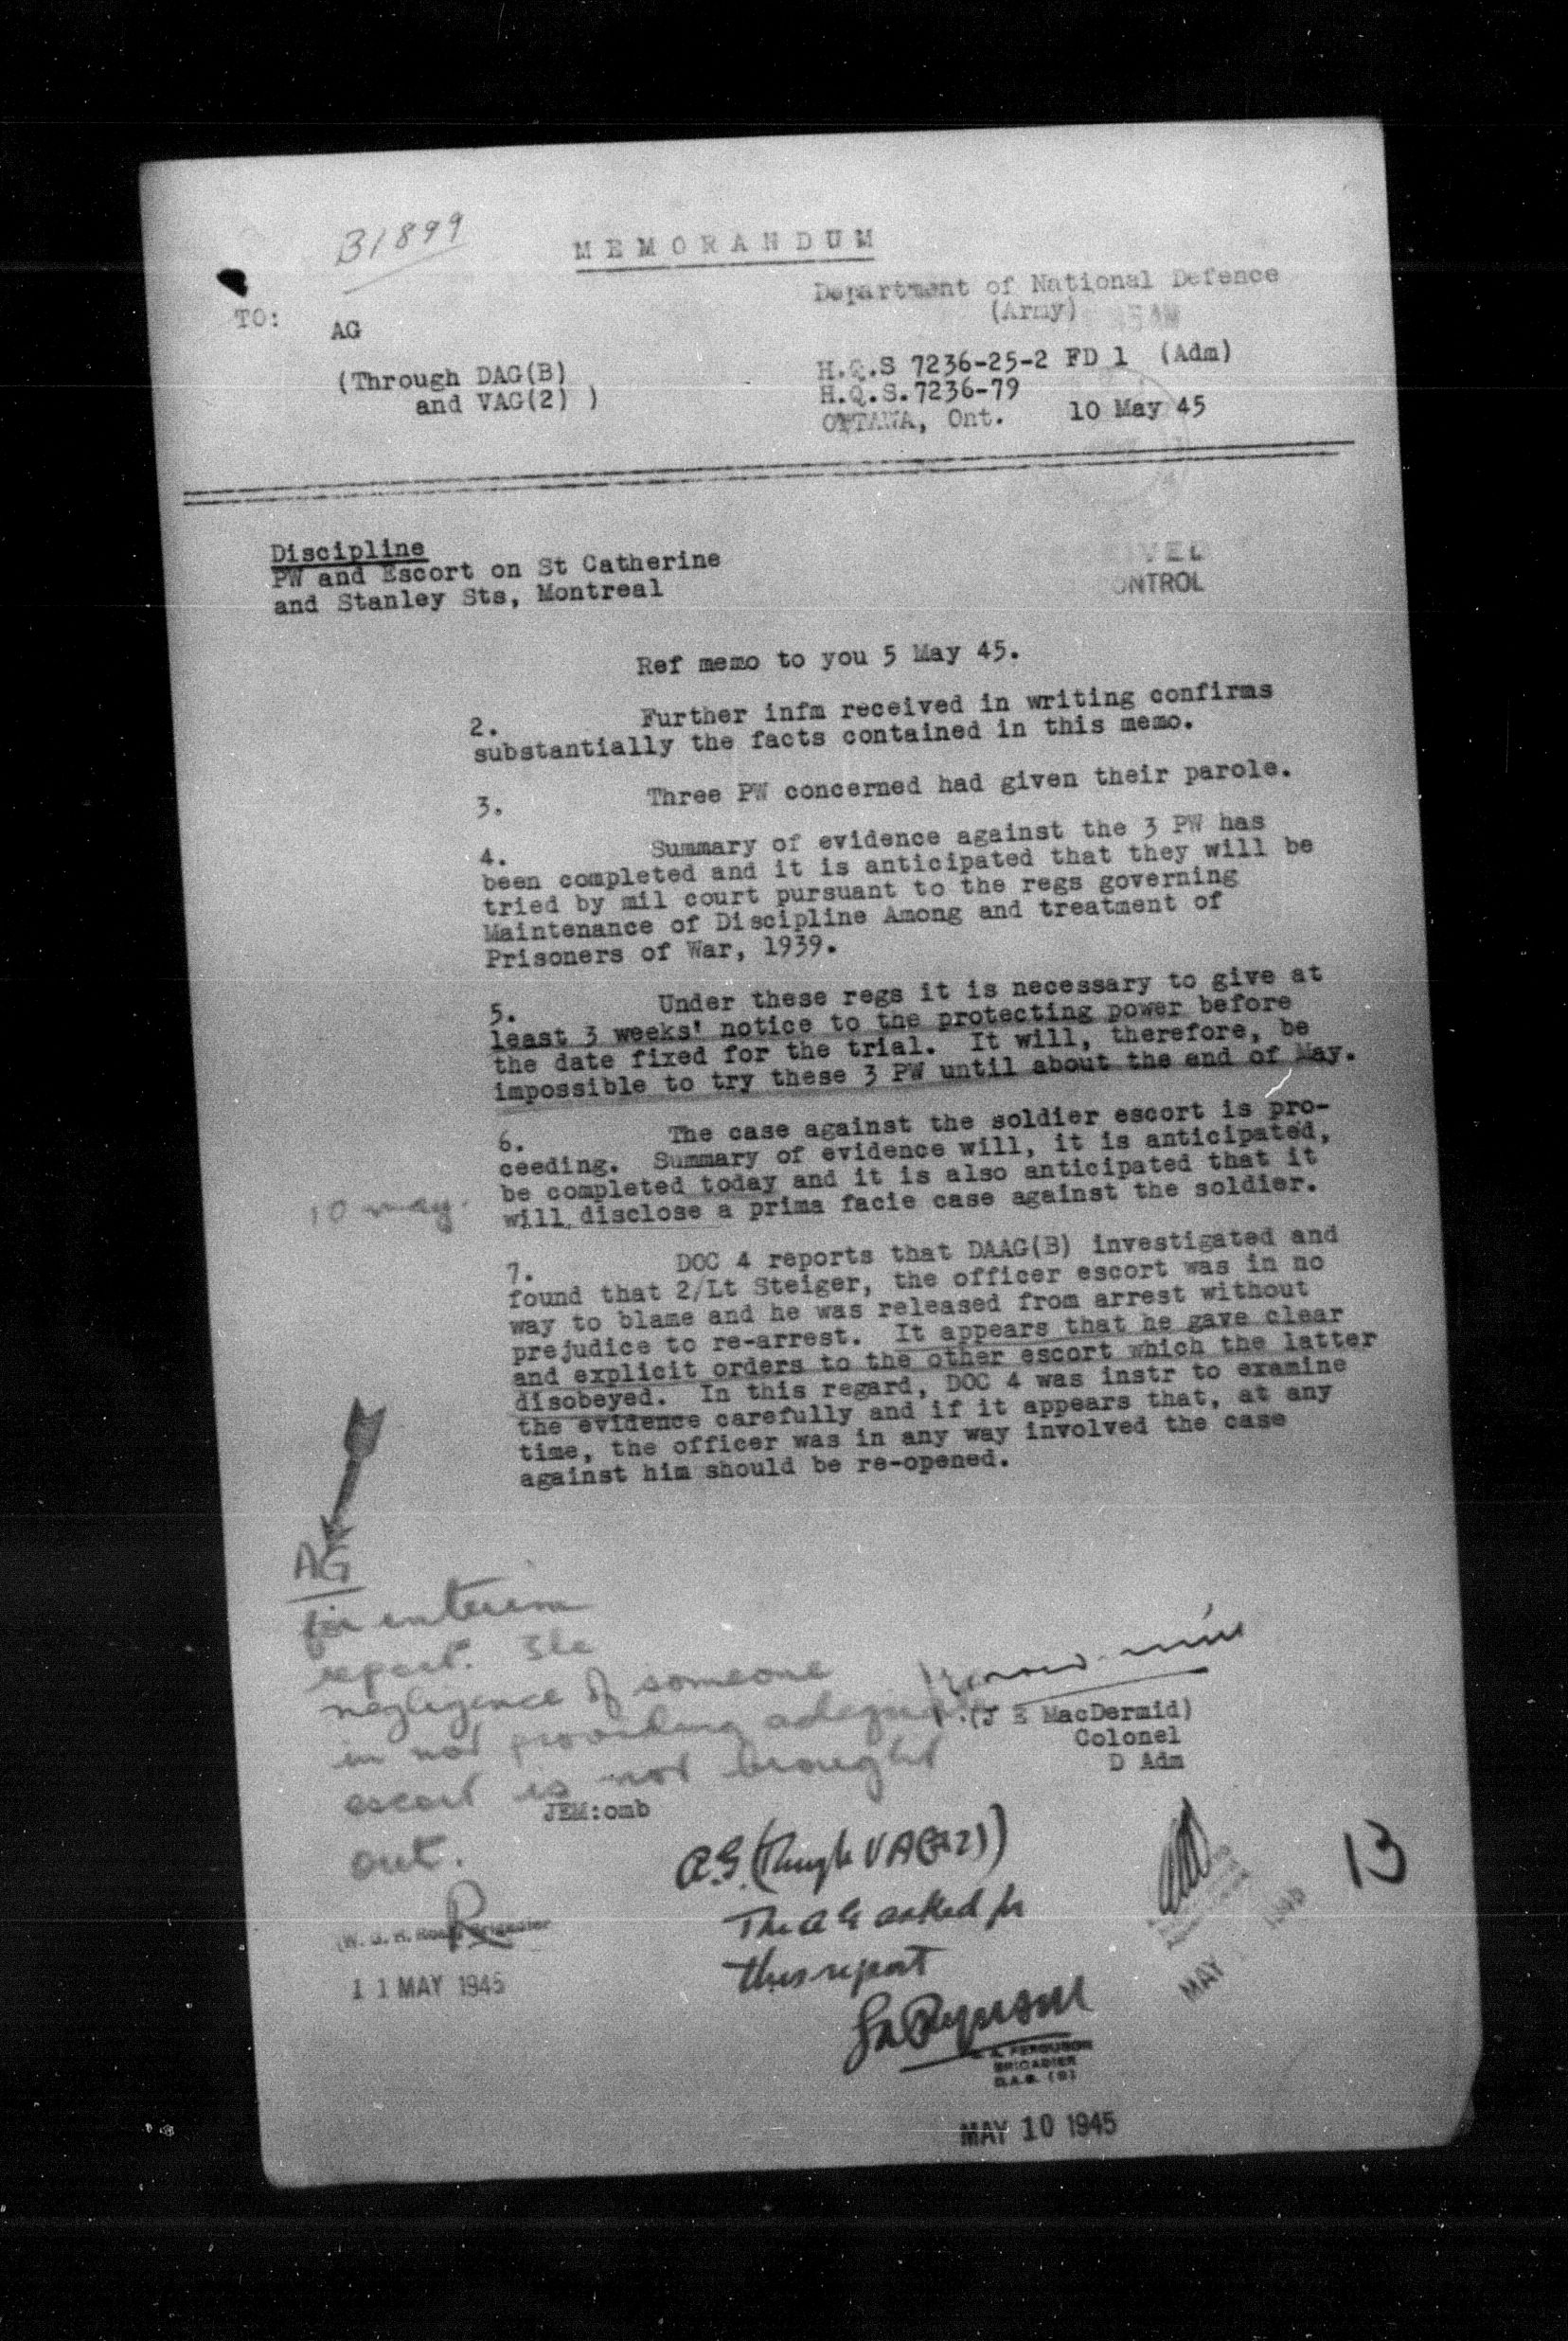 B1899
MEMORANDUM
Department of National Defence
(Army)
TO: AG
(Through DAG(B)
and VAG(2) )
H.Q.S 7236-25-2 FD 1 (Adm)
H.Q.S.7236-79
OTTAWA, Ont. 10 May 45
Discipline
PW and Escort on St Catherine
and Stanley Sts, Montreal
ONTROL
Ref memo to you 5 May 45.
2. Further infm received in writing confirms
substantially the facts contained in this memo.
3. Three PW concerned had given their parole.
4. Summary of evidence against the 3 PW has
been completed and it is anticipated that they will be
tried by mil court pursuant to the regs governing
Maintenance of Discipline Among and treatment of
Prisoners of War, 1939.
5. Under these regs it is necessary to give at
least 3 weeks' notice to the protecting power before
the date fixed for the trial. It will, therefore, be
impossible to try these 3 PW until about the end of May.
6. The case against the soldier escort is pro-
ceeding. Summary of evidence will, it is anticipated,
be completed today and it is also anticipated that it
will disclose a prima facie case against the soldier.
10 may.
7. DOC 4 reports that DAAG(B) investigated and
found that 2/Lt Steiger, the officer escort was in no
way to blame and he was released from arrest without
prejudice to re-arrest. It appears that he gave clear
and explicit orders to the other escort which the latter
disobeyed. In this regard, DOC 4 was instr to examine
the evidence carefully and if it appears that, at any
time, the officer was in any way involved the case
against him should be re-opened.
AG
for interim
report. The
negligence of someone
in not providing adequate
escort is not brought
out.
(J E MacDermid)
Colonel
D Adm
JEM:omb
11 MAY 1945
A.G. (Through VAG(2))
The AG asked for
this report
FERGUSON
BRIGADIER
D.A.G. (B)
MAY 10 1945
MAY
13